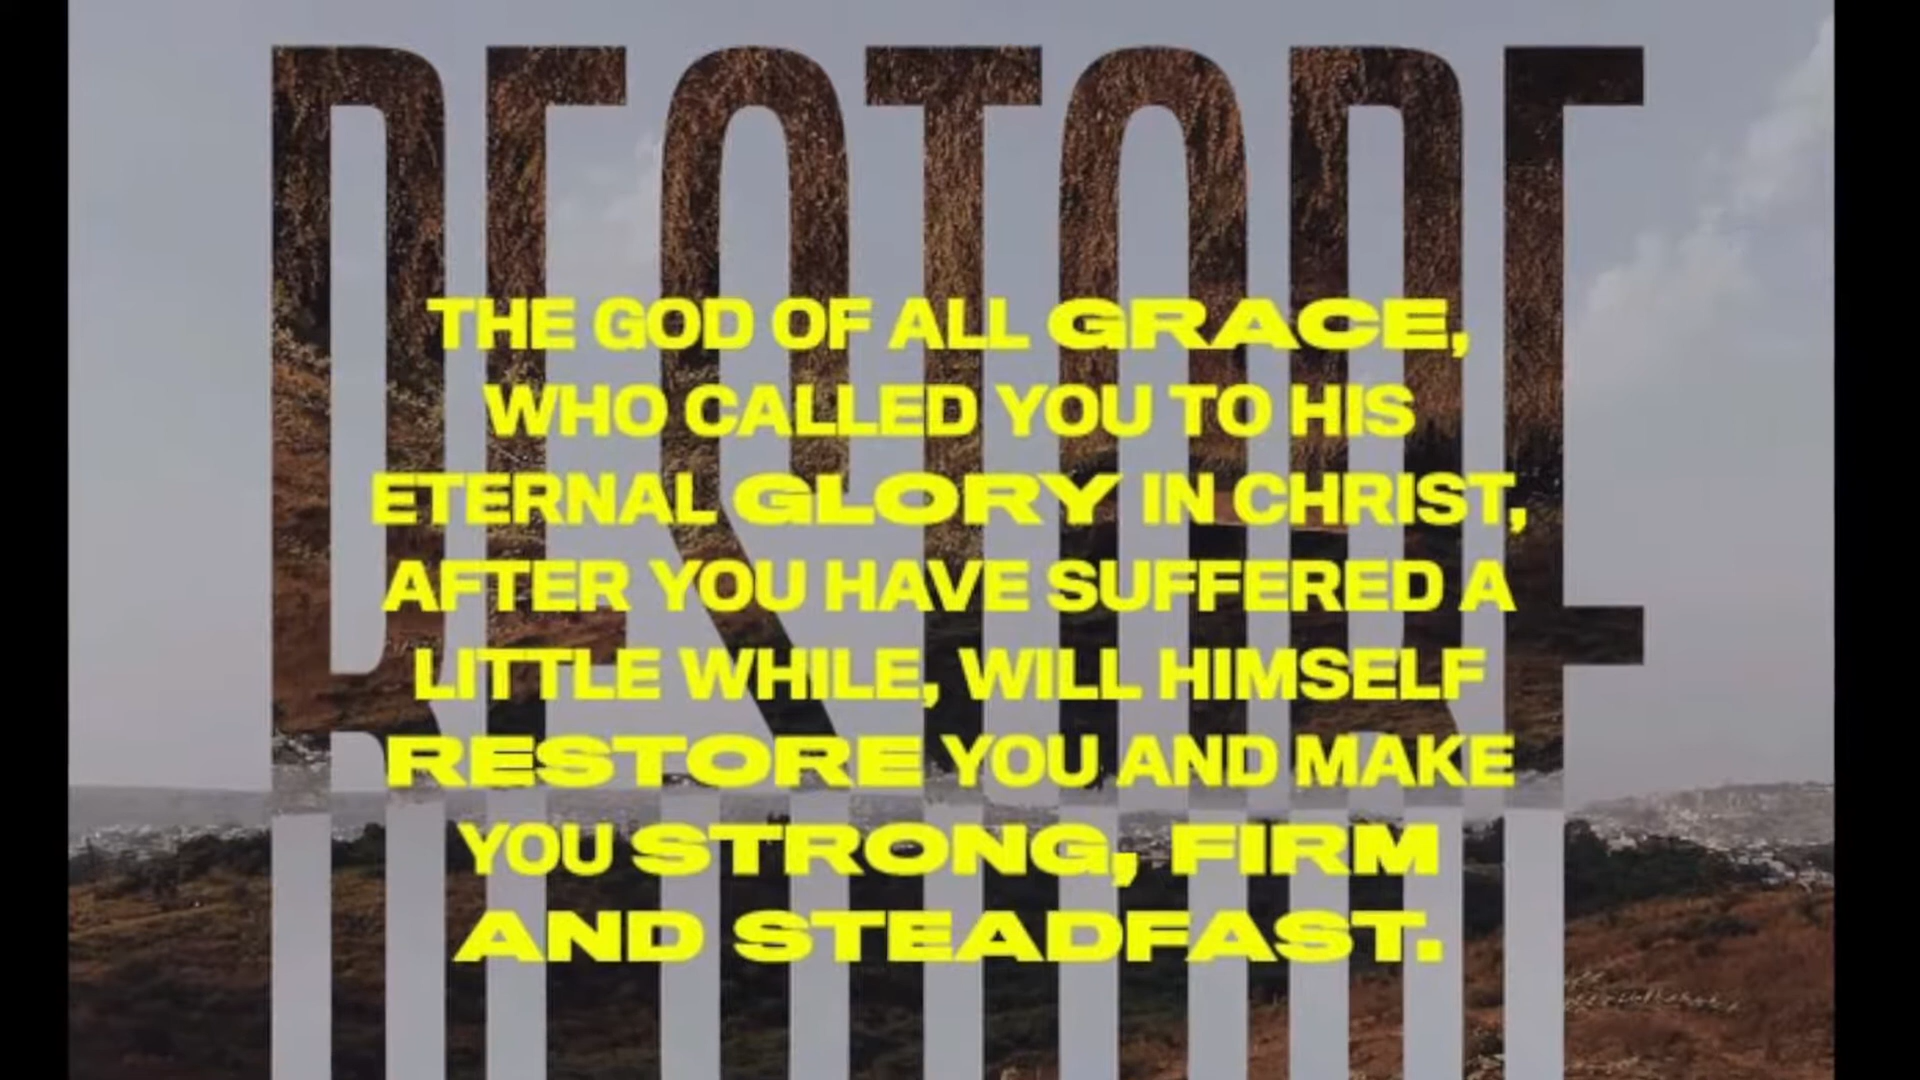 RESTORE
THE GOD OF ALL GRACE,
WHO CALLED YOU TO HIS
ETERNAL GLORY IN CHRIST,
AFTER YOU HAVE SUFFERED A
LITTLE WHILE, WILL HIMSELF
RESTORE YOU AND MAKE
YOU STRONG, FIRM
AND STEADFAST.